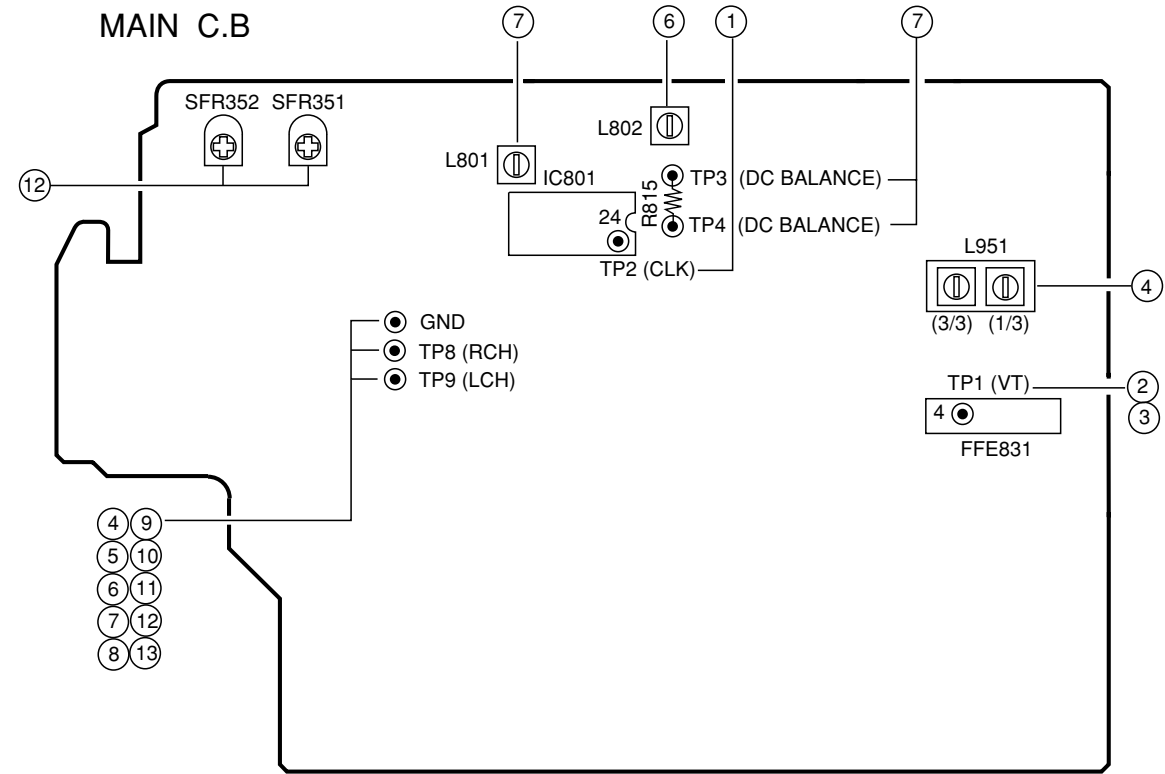 MAIN C.B
7
6
1
7
SFR352 SFR351
L802
L801
IC801
12
TP3 (DC BALANCE)
R815
24
TP4 (DC BALANCE)
TP2 (CLK)
L951
4
(3/3) (1/3)
GND
TP8 (RCH)
TP9 (LCH)
TP1 (VT)
2
3
4
FFE831
4 9
5 10
6 11
7 12
8 13